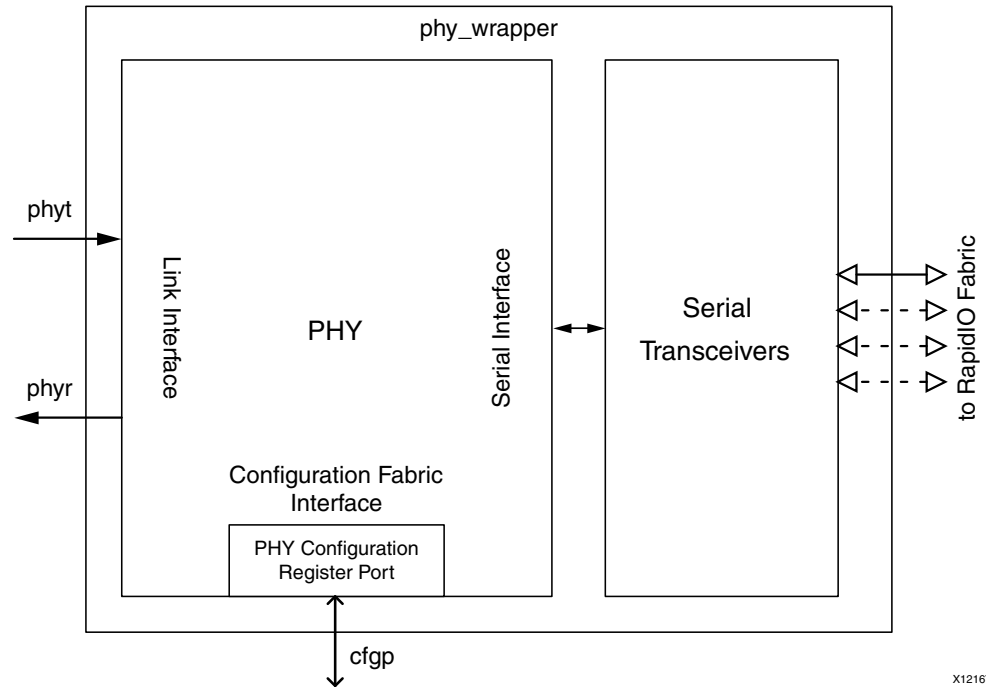 phy_wrapper
phyt
Link Interface
PHY
Serial Interface
Serial
Transceivers
to RapidIO Fabric
phyr
Configuration Fabric
Interface
PHY Configuration
Register Port
cfgp